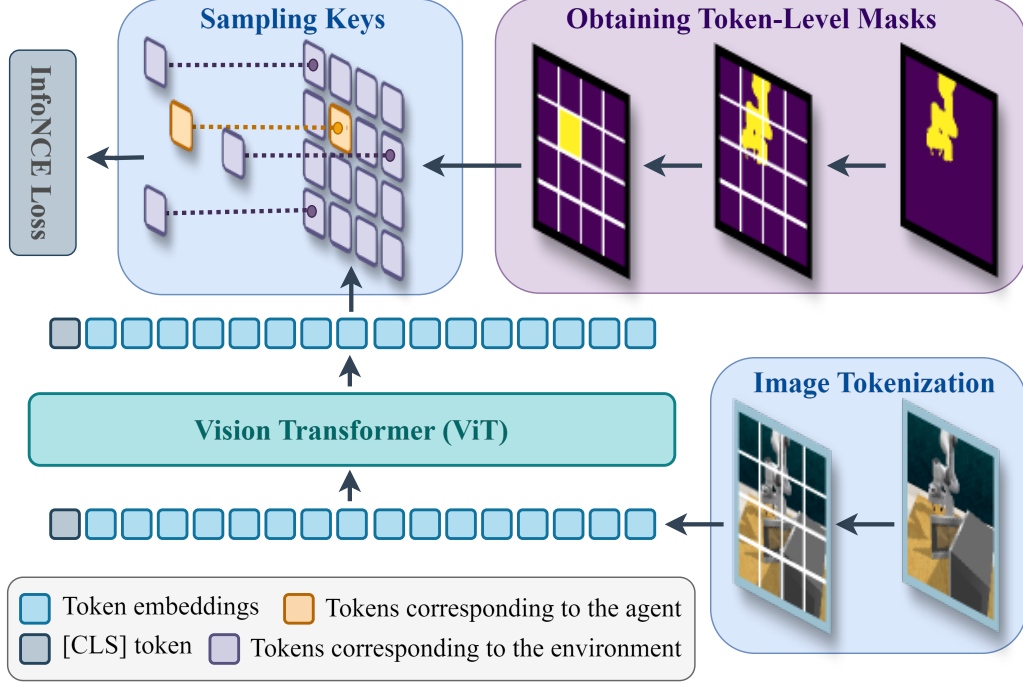 Sampling Keys
Obtaining Token-Level Masks
InfoNCE Loss
Image Tokenization
Vision Transformer (ViT)
Token embeddings
Tokens corresponding to the agent
[CLS] token
Tokens corresponding to the environment